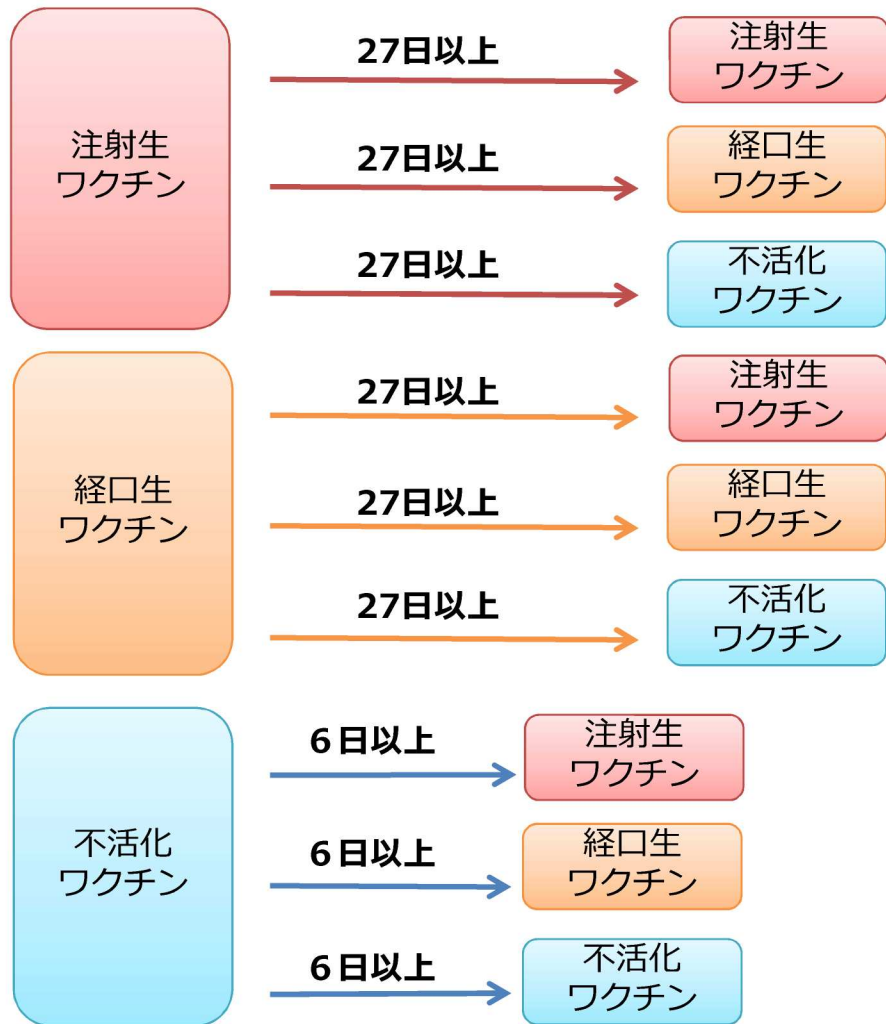 注射生
ワクチン
27日以上
注射生
ワクチン
27日以上
経口生
ワクチン
27日以上
不活化
ワクチン
経口生
ワクチン
27日以上
注射生
ワクチン
27日以上
経口生
ワクチン
27日以上
不活化
ワクチン
不活化
ワクチン
6日以上
注射生
ワクチン
6日以上
経口生
ワクチン
6日以上
不活化
ワクチン